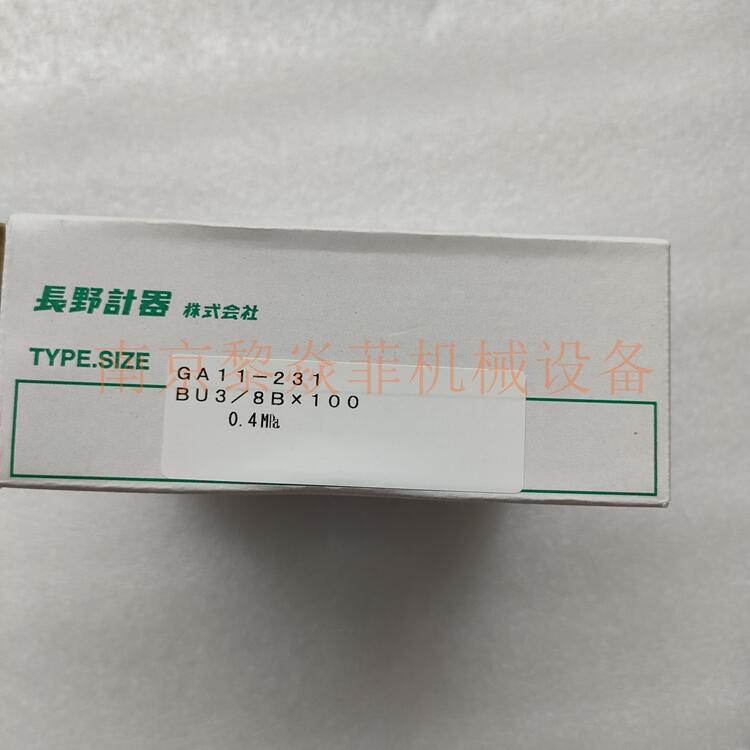 長野計器 株式会社
TYPE.SIZE
南京黎焱菲机械设备
GA11-231
BU3/8B×100
0.4㎫